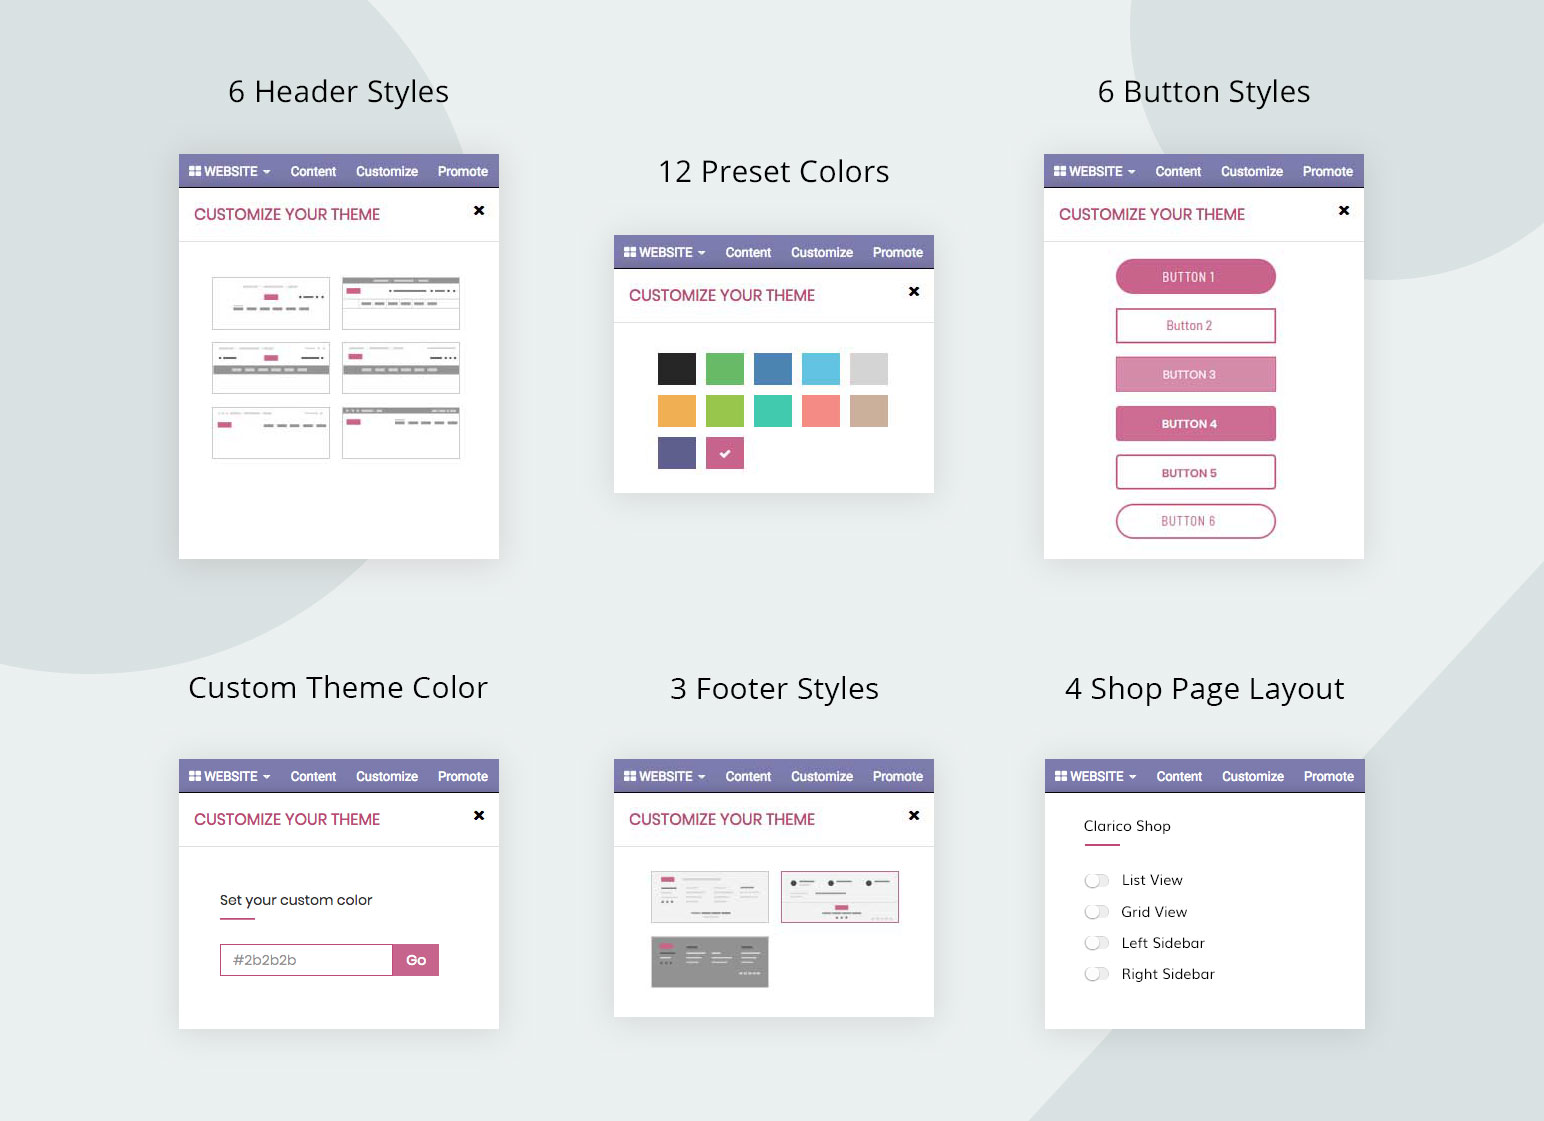 6 Header Styles
WEBSITE Content Customize Promote
CUSTOMIZE YOUR THEME
12 Preset Colors
WEBSITE Content Customize Promote
CUSTOMIZE YOUR THEME
6 Button Styles
WEBSITE Content Customize Promote
CUSTOMIZE YOUR THEME
BUTTON 1
Button 2
BUTTON 3
BUTTON 4
BUTTON 5
BUTTON 6
Custom Theme Color
WEBSITE Content Customize Promote
CUSTOMIZE YOUR THEME
Set your custom color
#2b2b2b Go
3 Footer Styles
WEBSITE Content Customize Promote
CUSTOMIZE YOUR THEME
4 Shop Page Layout
WEBSITE Content Customize Promote
Clarico Shop
List View
Grid View
Left Sidebar
Right Sidebar